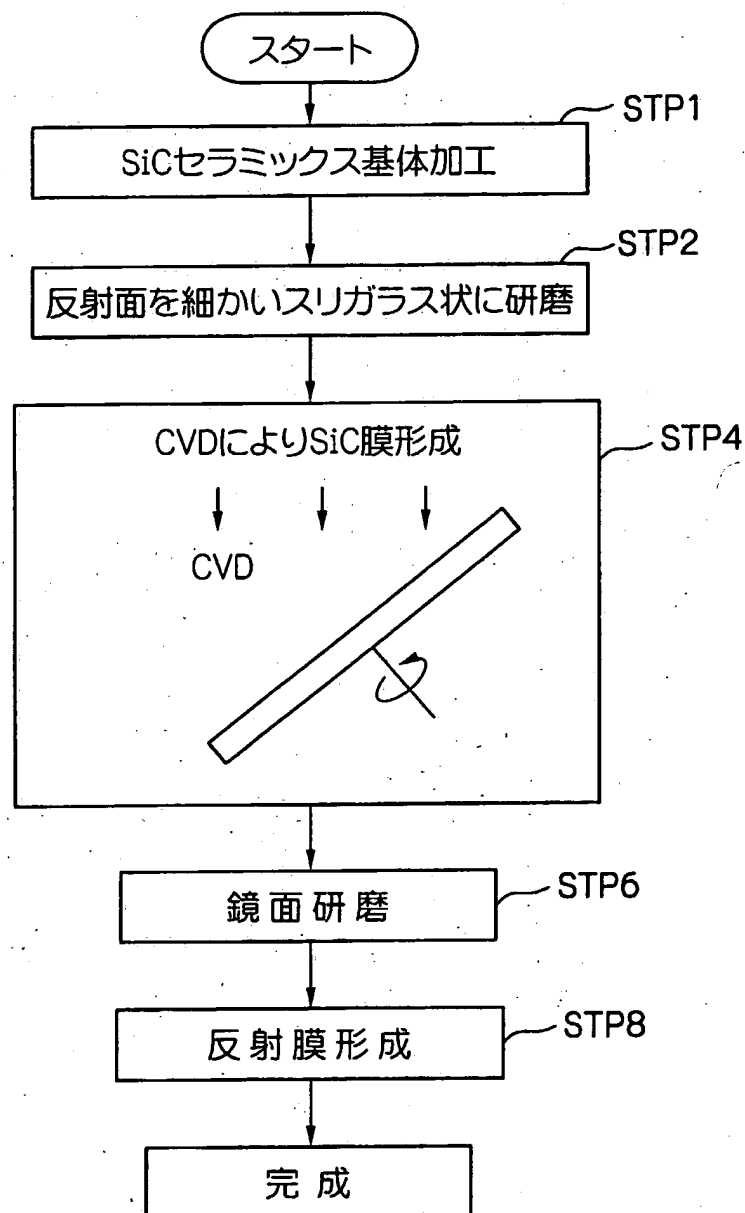 スタート
STP1
SiCセラミックス基体加工
STP2
反射面を細かいスリガラス状に研磨
CVDによりSiC膜形成
STP4
CVD
STP6
鏡面研磨
STP8
反射膜形成
完成